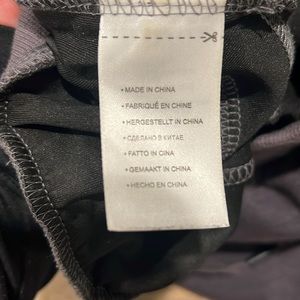 • MADE IN CHINA
• FABRIQUÉ EN CHINE
• HERGESTELLT IN CHINA
• СДЕЛАНО В КИТАЕ
• FATTO IN CINA
• GEMAAKT IN CHINA
• HECHO EN CHINA